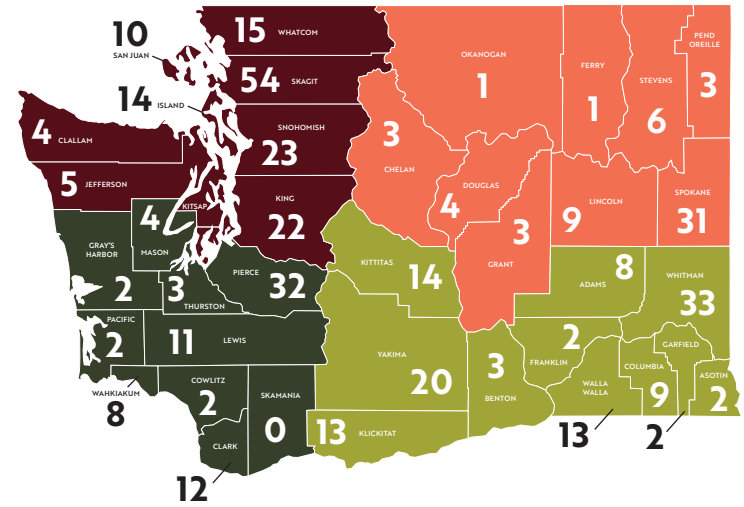 15 WHATCOM
10
SAN JUAN
54 SKAGIT
14 ISLAND
SNOHOMISH
23
4 CLALLAM
5 JEFFERSON
KITSAP
KING
22
OKANOGAN
1
FERRY
1
STEVENS
6
PEND
OREILLE
3
3
CHELAN
DOUGLAS
4
3
GRANT
LINCOLN
9
SPOKANE
31
GRAY'S
HARBOR
2
4
MASON
3
THURSTON
PIERCE
32
PACIFIC
2
11 LEWIS
WAHKIAKUM
8
COWLITZ
2
SKAMANIA
0
CLARK
12
KITTITAS
14
YAKIMA
20
13 KLICKITAT
3
BENTON
8
ADAMS
WHITMAN
33
2
FRANKLIN
WALLA
WALLA
13
COLUMBIA
9
GARFIELD
2
ASOTIN
2